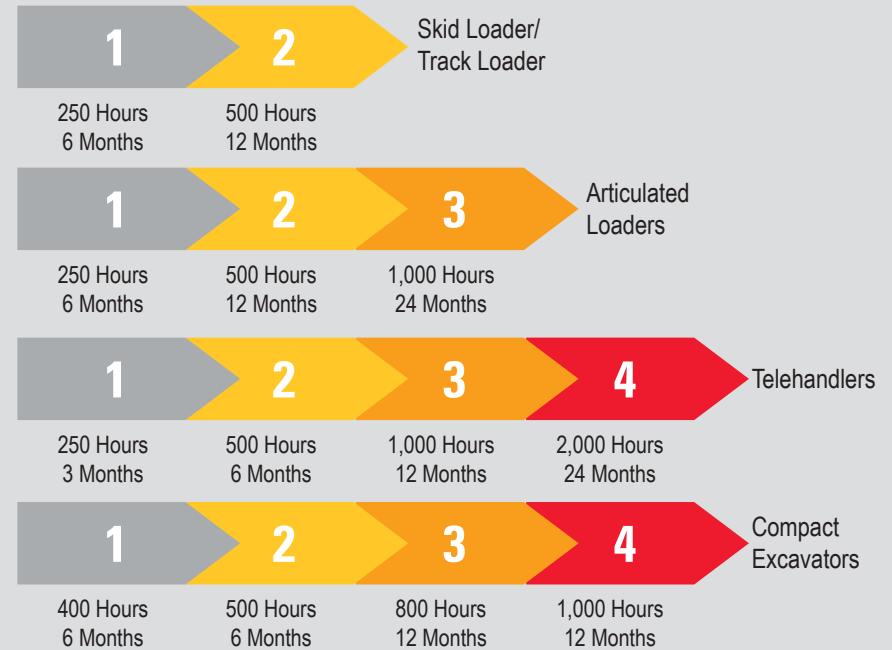 1 2 Skid Loader/
Track Loader
250 Hours 500 Hours
6 Months 12 Months
1 2 3 Articulated
Loaders
250 Hours 500 Hours 1,000 Hours
6 Months 12 Months 24 Months
1 2 3 4 Telehandlers
250 Hours 500 Hours 1,000 Hours 2,000 Hours
3 Months 6 Months 12 Months 24 Months
1 2 3 4 Compact
Excavators
400 Hours 500 Hours 800 Hours 1,000 Hours
6 Months 6 Months 12 Months 12 Months